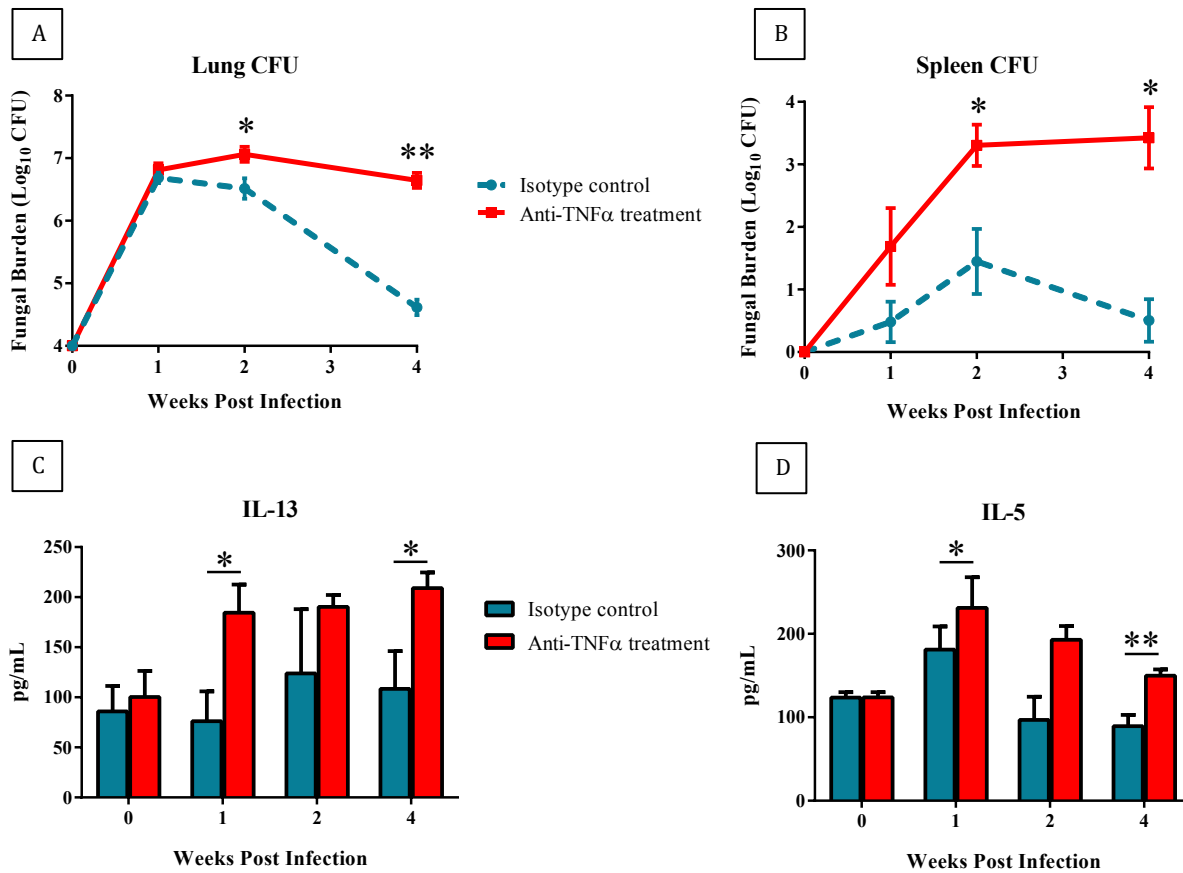 A
Lung CFU
Fungal Burden (Log₁₀ CFU)
8
7
6
5
4
*
**
0
1
2
3
4
Weeks Post Infection
Isotype control
Anti-TNFα treatment
B
Spleen CFU
Fungal Burden (Log₁₀ CFU)
4
3
2
1
0
*
*
0
1
2
3
4
Weeks Post Infection
C
IL-13
pg/mL
250
200
150
100
50
0
*
*
0
1
2
4
Weeks Post Infection
Isotype control
Anti-TNFα treatment
D
IL-5
pg/mL
300
200
100
0
*
**
0
1
2
4
Weeks Post Infection